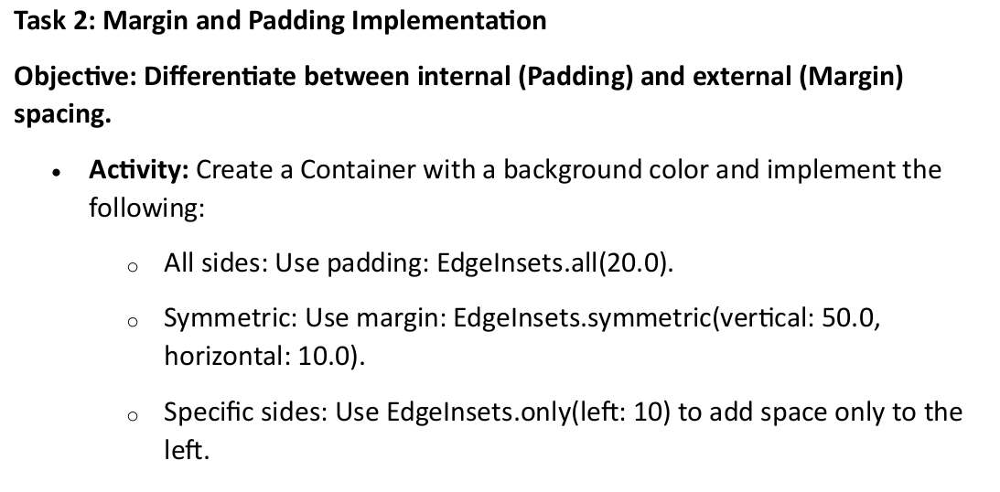 Task 2: Margin and Padding Implementation
Objective: Differentiate between internal (Padding) and external (Margin)
spacing.
• Activity: Create a Container with a background color and implement the
following:
○ All sides: Use padding: EdgeInsets.all(20.0).
○ Symmetric: Use margin: EdgeInsets.symmetric(vertical: 50.0,
horizontal: 10.0).
○ Specific sides: Use EdgeInsets.only(left: 10) to add space only to the
left.